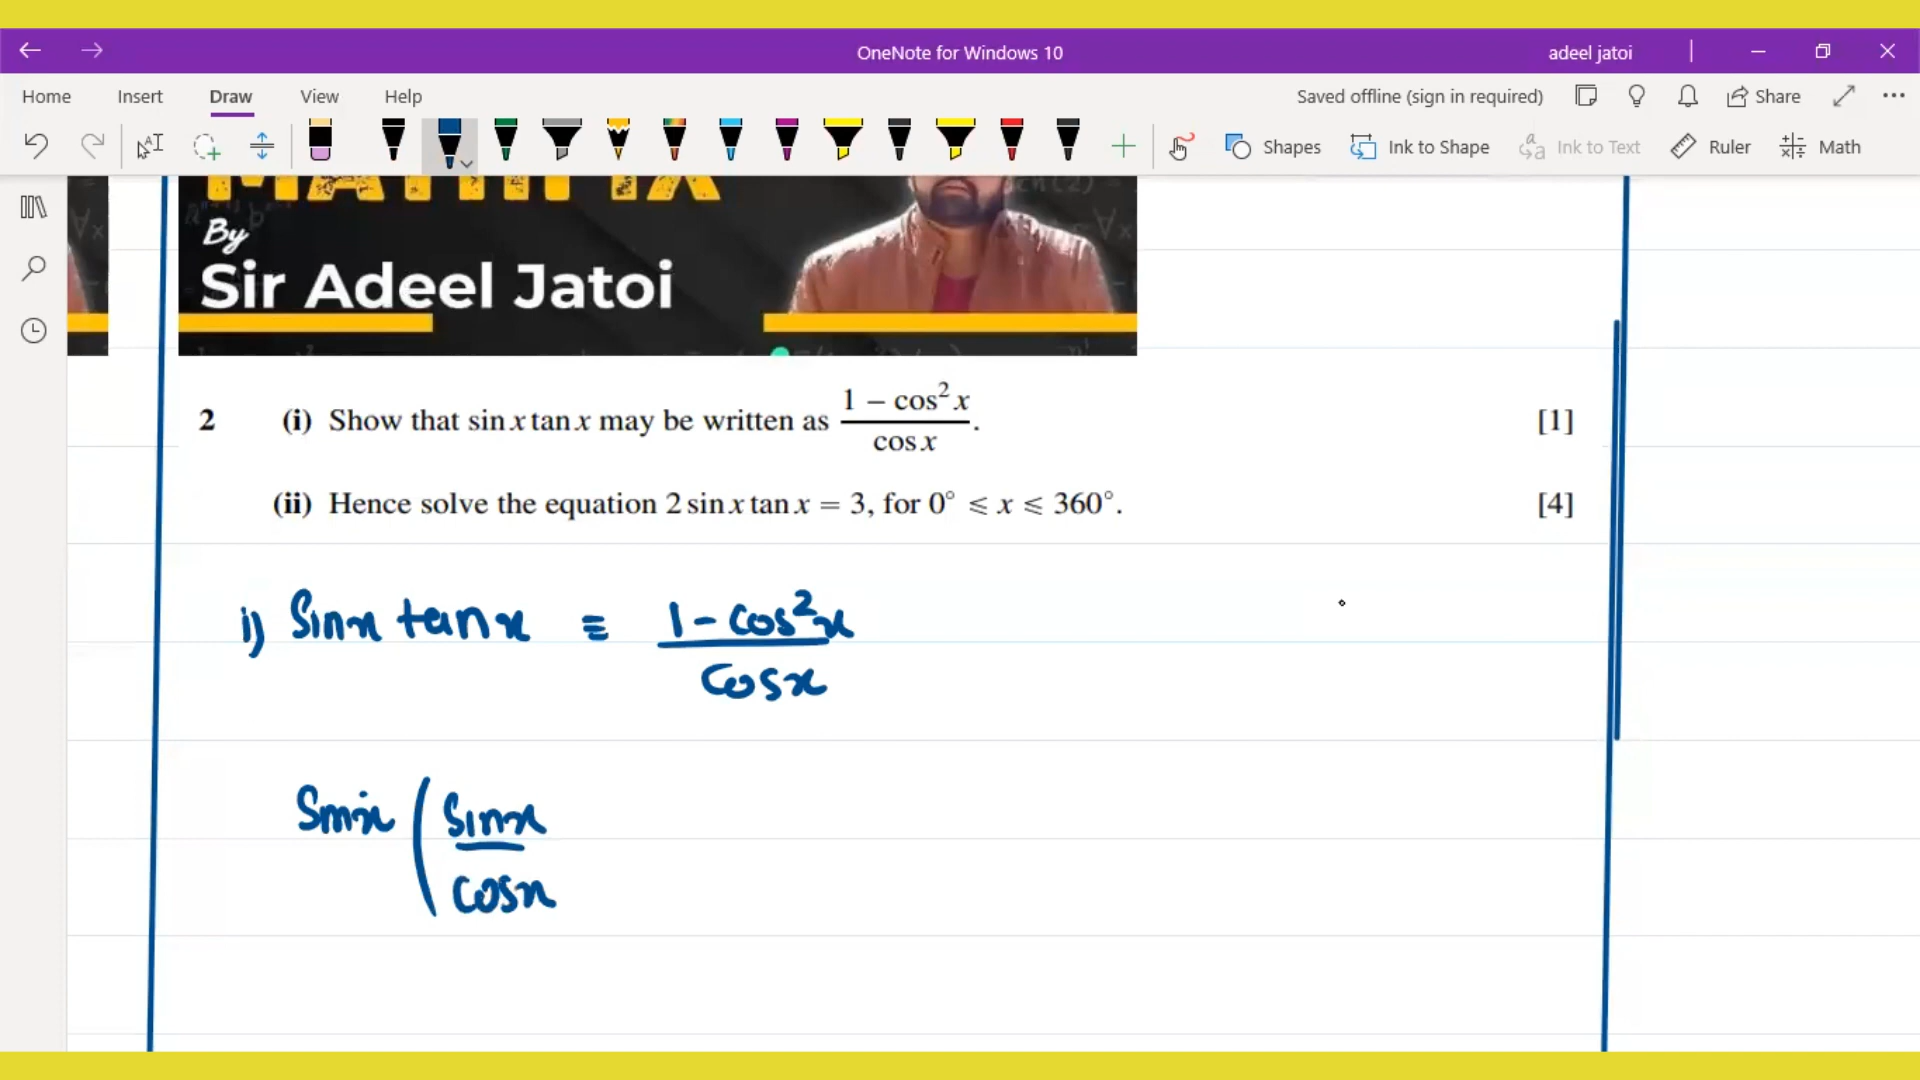 OneNote for Windows 10
adeel jatoi
Home Insert Draw View Help
Saved offline (sign in required) Share
Shapes Ink to Shape Ink to Text Ruler Math
By
Sir Adeel Jatoi
2 (i) Show that sin x tan x may be written as (1 − cos² x)/(cos x). [1]
(ii) Hence solve the equation 2 sin x tan x = 3, for 0° ⩽ x ⩽ 360°. [4]
i) Sinx tanx ≡ (1 - cos²x)/(cosx)
Sinx ( sinx/cosx